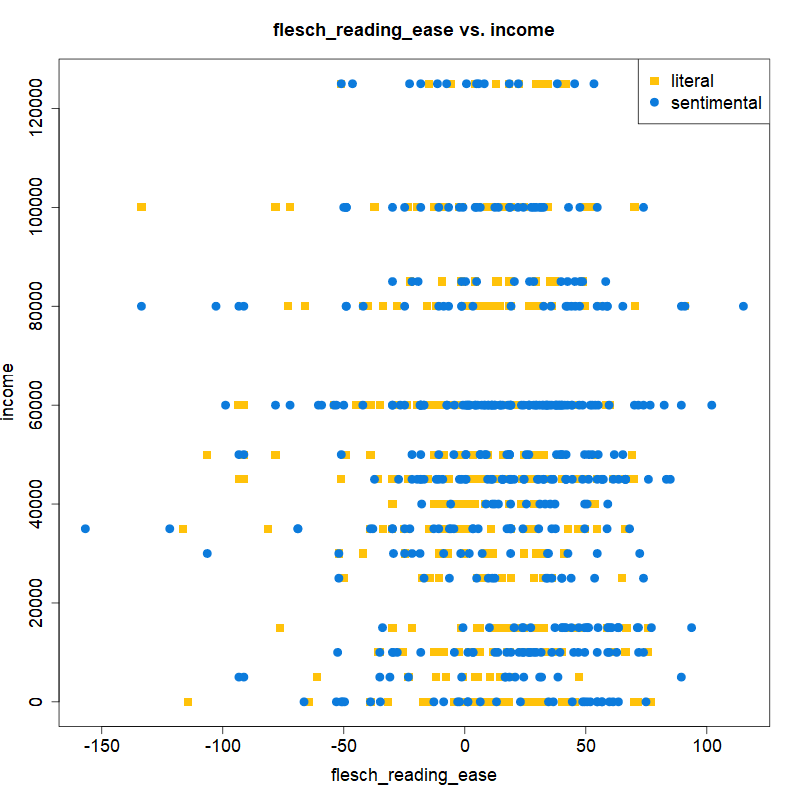 flesch_reading_ease vs. income
literal
sentimental
120000
100000
80000
60000
40000
20000
0
income
-150 -100 -50 0 50 100
flesch_reading_ease